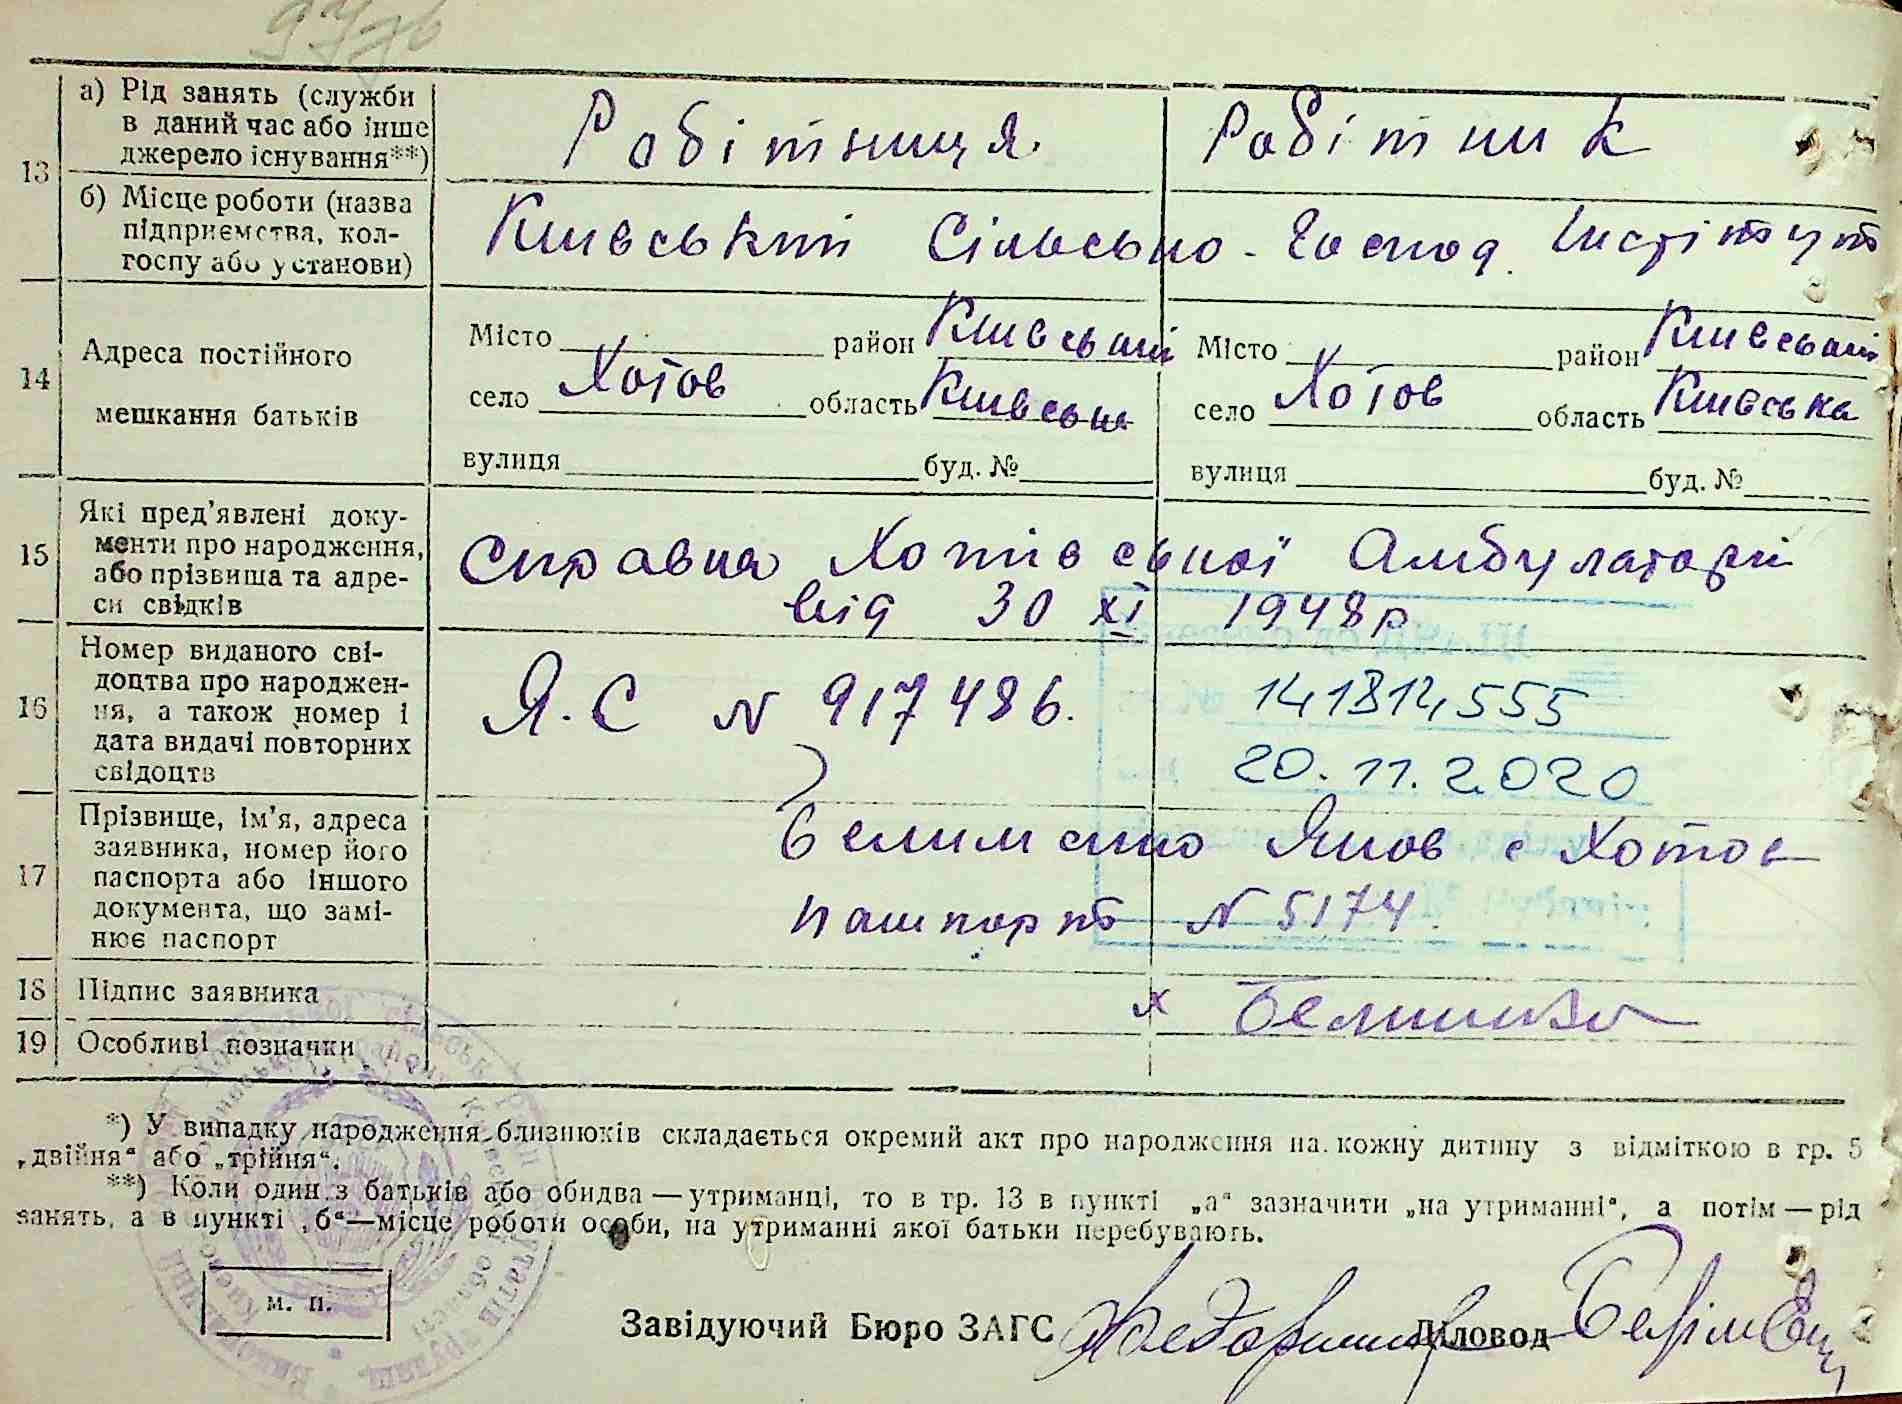 13
а) Рід занять (служби в даний час або інше джерело існування**)
Робітниця.
Робітник
б) Місце роботи (назва підприємства, колгоспу або установи)
Київський Сільсько-Господ. Інстітут
14
Адреса постійного мешкання батьків
Місто район Київський
село Хотов область Київська
вулиця буд. №
Місто район Київський
село Хотов область Київська
вулиця буд. №
15
Які пред'явлені документи про народження, або прізвища та адреси свідків
Справка Хотівської Амбулаторії
від 30 XI 1948р
16
Номер виданого свідоцтва про народження, а також номер і дата видачі повторних свідоцтв
Я.С N 917486.
141814555
20.11.2020
17
Прізвище, ім'я, адреса заявника, номер його паспорта або іншого документа, що замінює паспорт
Яков с Хотов
пашпорт N 5174.
18
Підпис заявника
19
Особливі позначки
*) У випадку народження близнюків складається окремий акт про народження на кожну дитину з відміткою в гр. 5
„двійня" або „трійня".
**) Коли один з батьків або обидва — утриманці, то в гр. 13 в пункті „а" зазначити „на утриманні", а потім — рід
занять, а в пункті „б"—місце роботи особи, на утриманні якої батьки перебувають.
м. п.
Завідуючий Бюро ЗАГС
Діловод